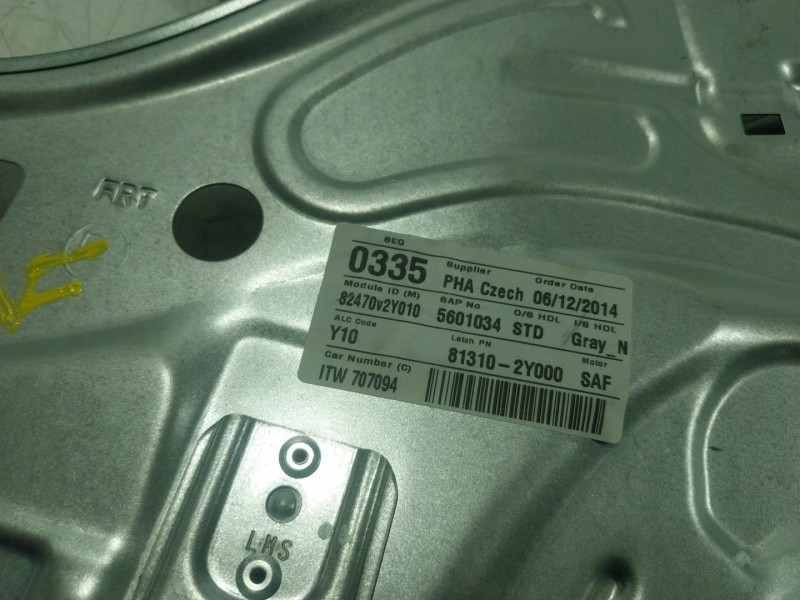 FRT
SEQ
0335
Supplier Order Date
PHA Czech 06/12/2014
Module ID (M) SAP No O/S HDL I/S HDL
82470v2Y010 5601034 STD Gray_N
ALC Code Latch PN Motor
Y10 81310-2Y000 SAF
Car Number (C)
ITW 707094
LMS